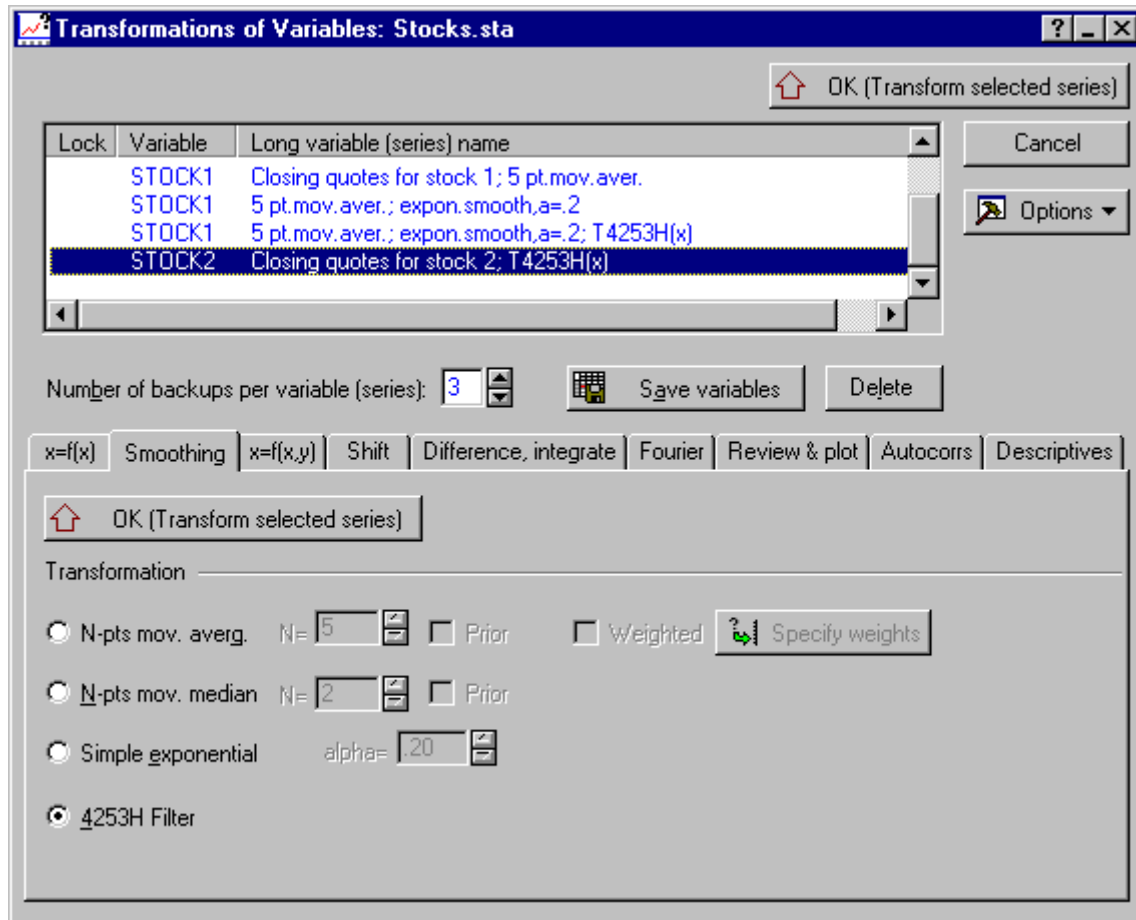 Transformations of Variables: Stocks.sta
OK (Transform selected series)
Lock Variable Long variable (series) name
STOCK1 Closing quotes for stock 1; 5 pt.mov.aver.
STOCK1 5 pt.mov.aver.; expon.smooth,a=.2
STOCK1 5 pt.mov.aver.; expon.smooth,a=.2; T4253H(x)
STOCK2 Closing quotes for stock 2; T4253H(x)
Cancel
Options
Number of backups per variable (series): 3 Save variables Delete
x=f(x) Smoothing x=f(x,y) Shift Difference, integrate Fourier Review & plot Autocorrs Descriptives
OK (Transform selected series)
Transformation
N-pts mov. averg. N= 5 Prior Weighted Specify weights
N-pts mov. median N= 2 Prior
Simple exponential alpha= .20
4253H Filter